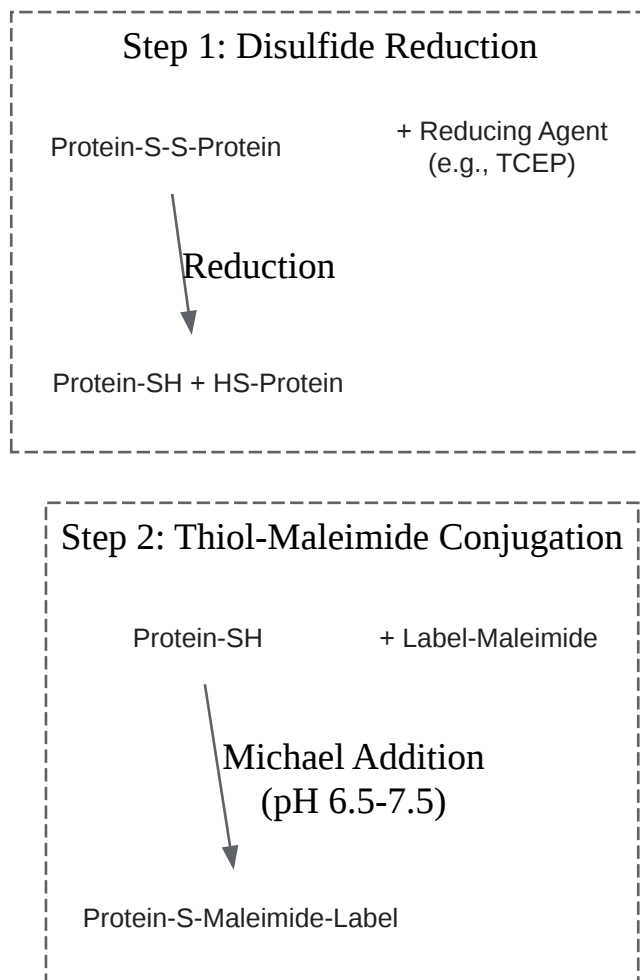 Step 1: Disulfide Reduction
Protein-S-S-Protein
+ Reducing Agent
(e.g., TCEP)
Reduction
Protein-SH + HS-Protein
Step 2: Thiol-Maleimide Conjugation
Protein-SH
+ Label-Maleimide
Michael Addition
(pH 6.5-7.5)
Protein-S-Maleimide-Label